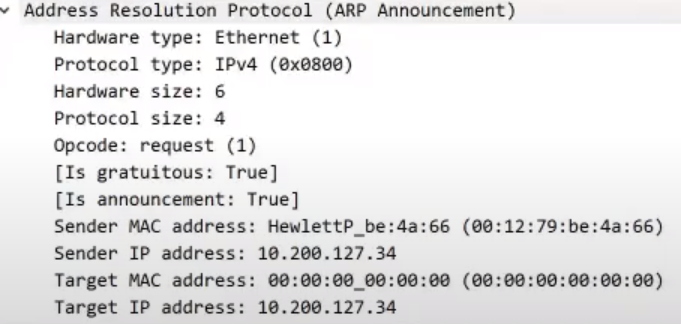 Address Resolution Protocol (ARP Announcement)
Hardware type: Ethernet (1)
Protocol type: IPv4 (0x0800)
Hardware size: 6
Protocol size: 4
Opcode: request (1)
[Is gratuitous: True]
[Is announcement: True]
Sender MAC address: HewlettP_be:4a:66 (00:12:79:be:4a:66)
Sender IP address: 10.200.127.34
Target MAC address: 00:00:00_00:00:00 (00:00:00:00:00:00)
Target IP address: 10.200.127.34